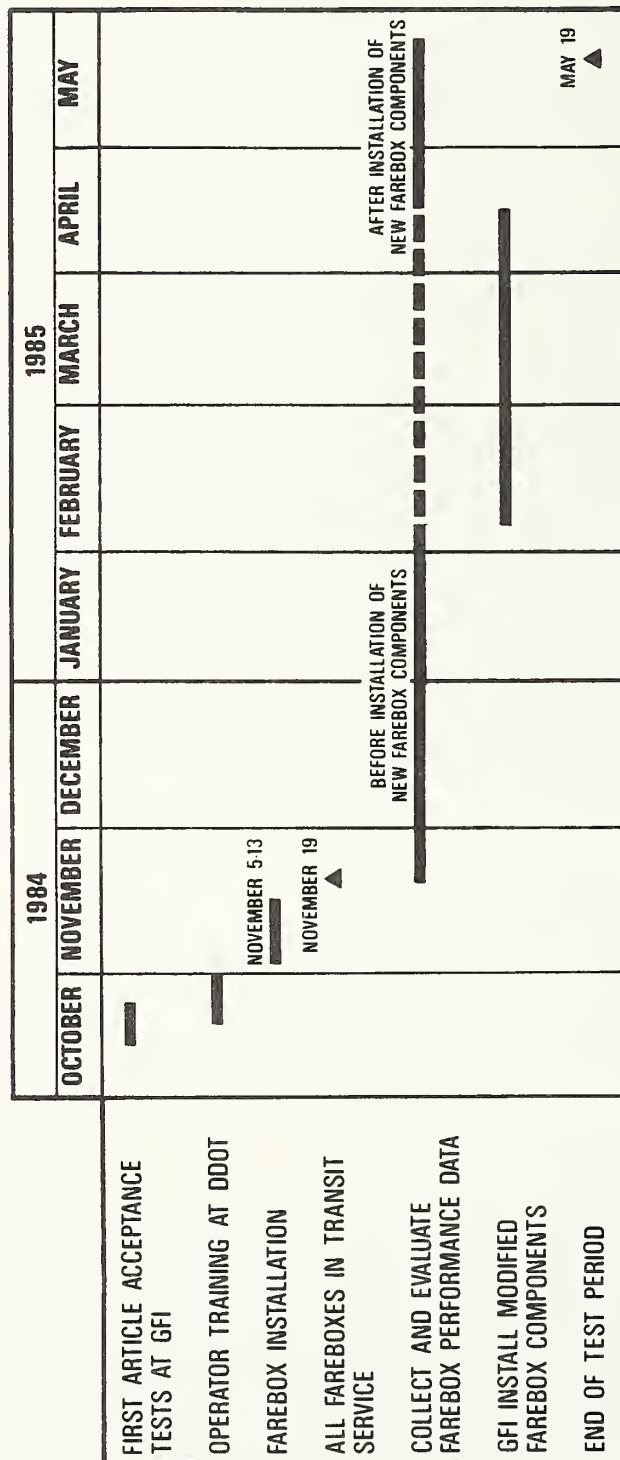 1984
1985
OCTOBER
NOVEMBER
DECEMBER
JANUARY
FEBRUARY
MARCH
APRIL
MAY
FIRST ARTICLE ACCEPTANCE
TESTS AT GFI
OPERATOR TRAINING AT DDOT
FAREBOX INSTALLATION
NOVEMBER 5-13
ALL FAREBOXES IN TRANSIT
SERVICE
NOVEMBER 19
COLLECT AND EVALUATE
FAREBOX PERFORMANCE DATA
BEFORE INSTALLATION OF
NEW FAREBOX COMPONENTS
AFTER INSTALLATION OF
NEW FAREBOX COMPONENTS
GFI INSTALL MODIFIED
FAREBOX COMPONENTS
END OF TEST PERIOD
MAY 19